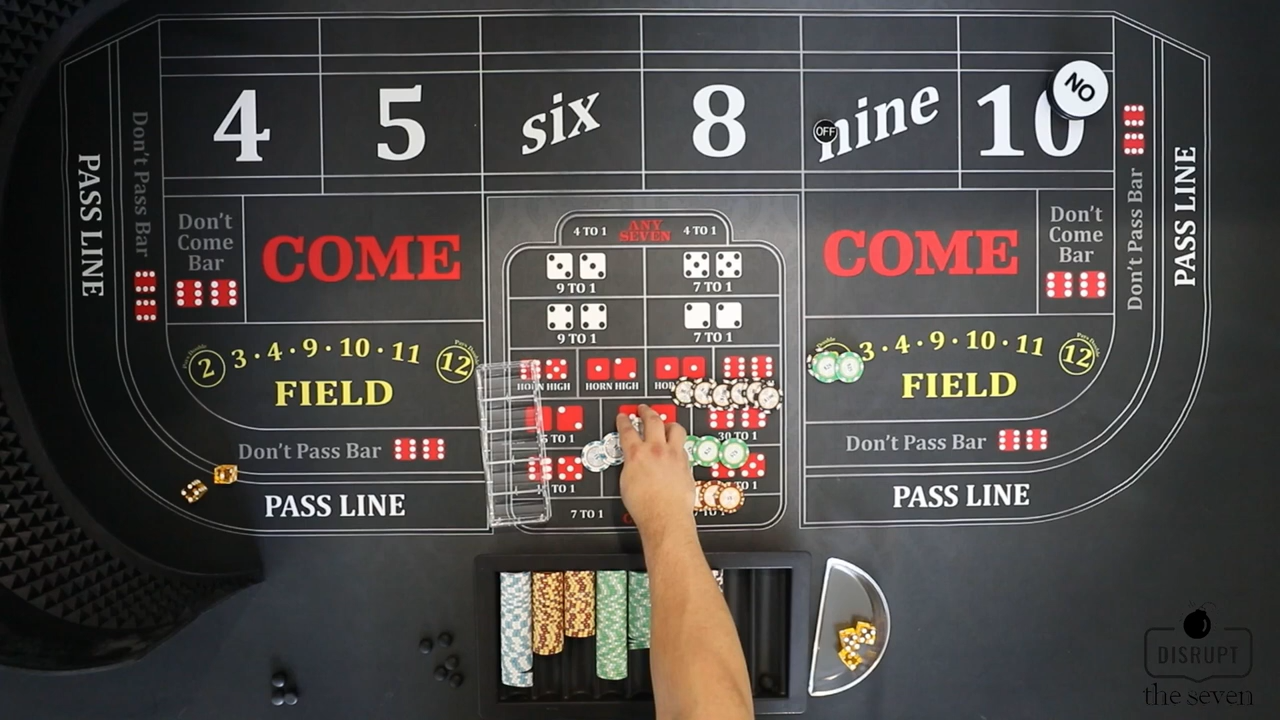 4 5 six 8 nine 10
NO
OFF
PASS LINE
Don't Pass Bar
Don't
Come
Bar
COME
4 TO 1 ANY
SEVEN 4 TO 1
9 TO 1 7 TO 1
9 TO 1 7 TO 1
HORN HIGH
30 TO 1
7 TO 1
COME
Don't
Come
Bar
Don't Pass Bar
PASS LINE
2 3 · 4 · 9 · 10 · 11 12
FIELD
Don't Pass Bar
PASS LINE
3 · 4 · 9 · 10 · 11 12
FIELD
Don't Pass Bar
PASS LINE
DISRUPT
the seven